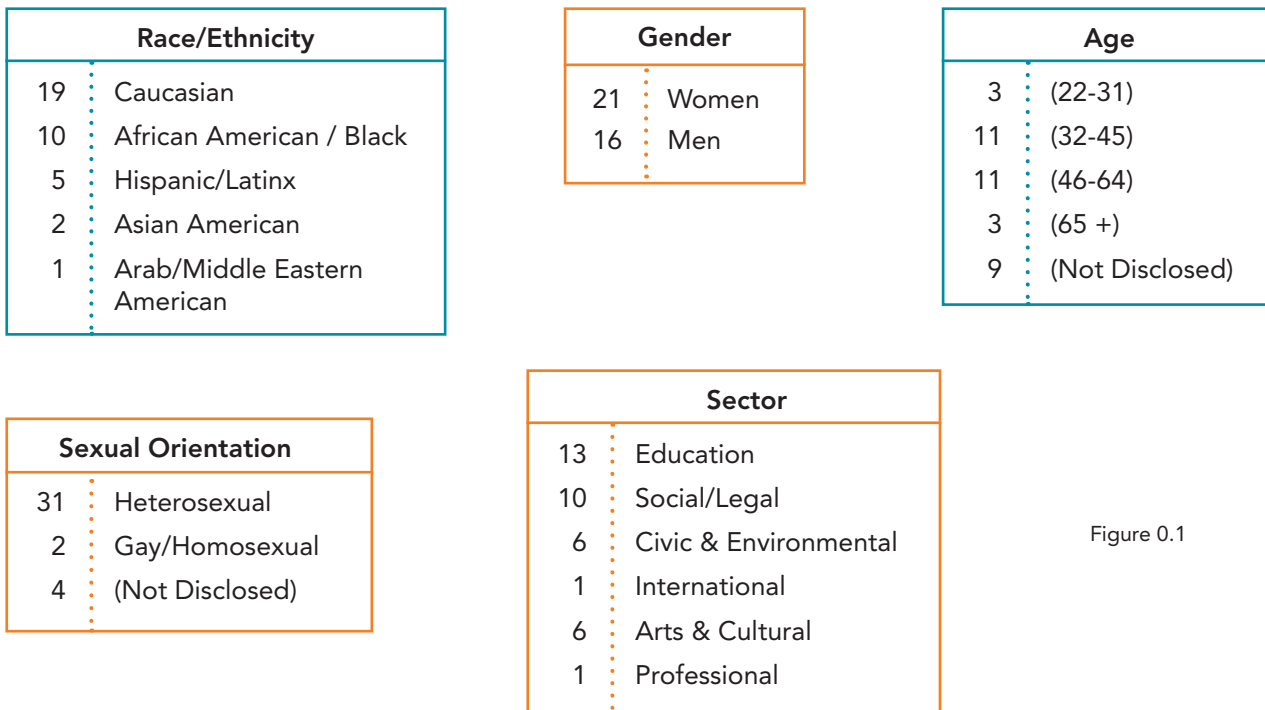 Race/Ethnicity
19 Caucasian
10 African American / Black
5 Hispanic/Latinx
2 Asian American
1 Arab/Middle Eastern
American
Gender
21 Women
16 Men
Age
3 (22-31)
11 (32-45)
11 (46-64)
3 (65 +)
9 (Not Disclosed)
Sexual Orientation
31 Heterosexual
2 Gay/Homosexual
4 (Not Disclosed)
Sector
13 Education
10 Social/Legal
6 Civic & Environmental
1 International
6 Arts & Cultural
1 Professional
Figure 0.1